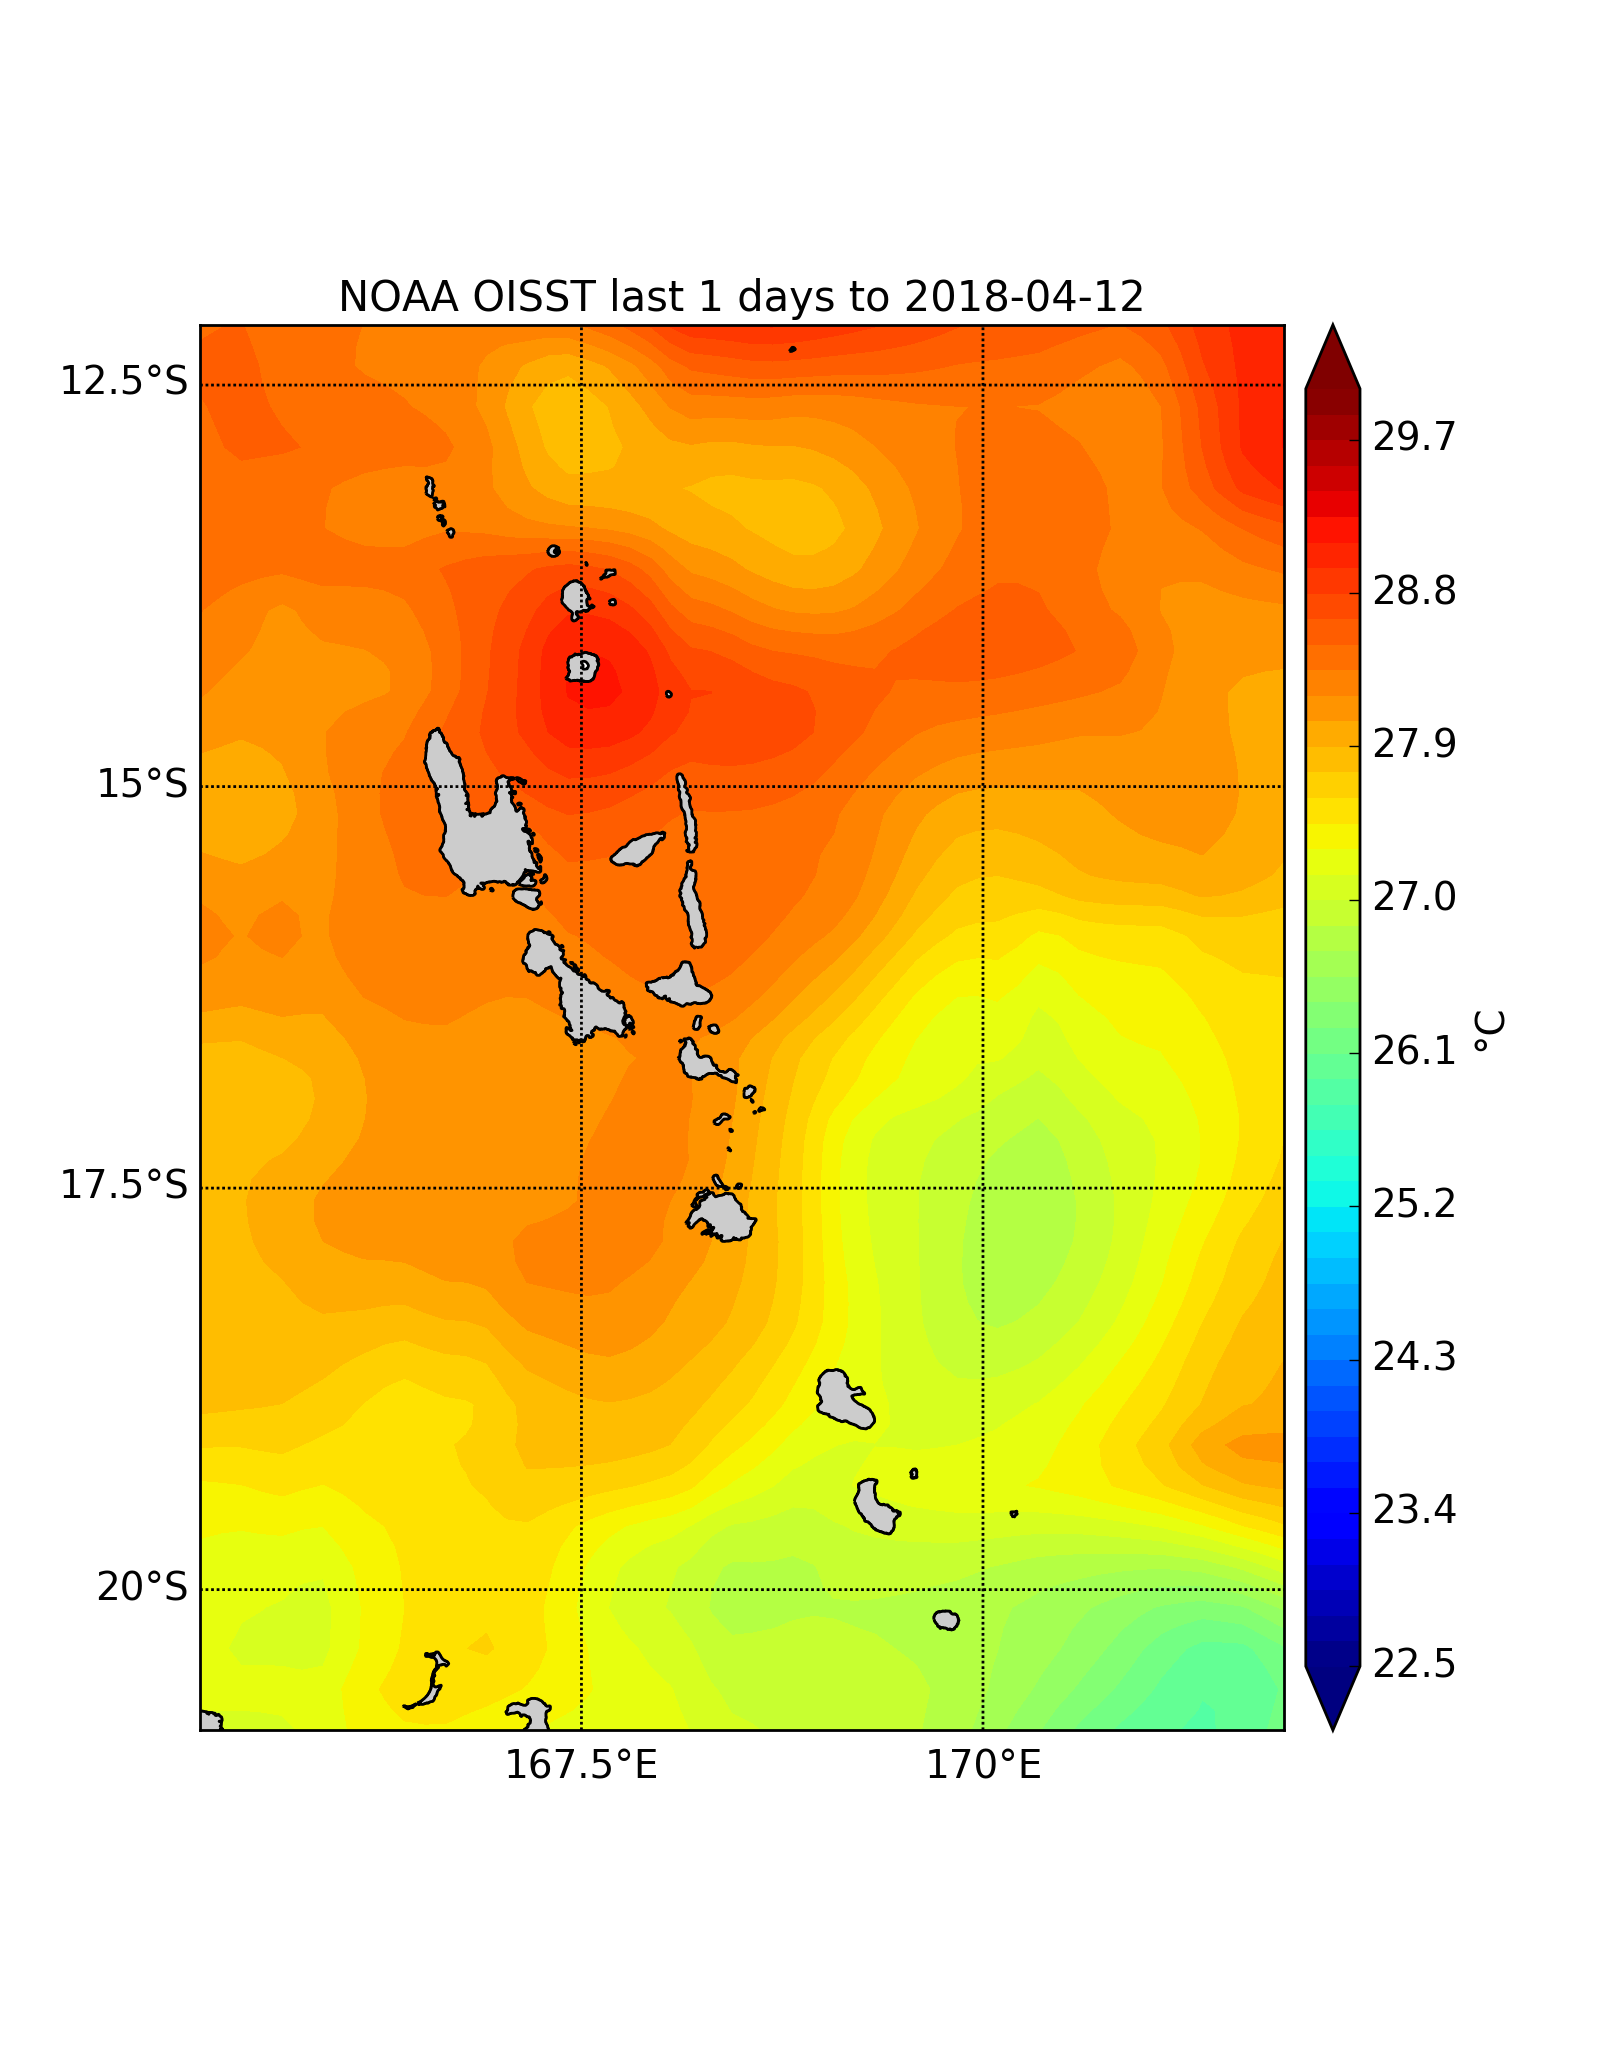 NOAA OISST last 1 days to 2018-04-12
12.5°S
15°S
17.5°S
20°S
167.5°E
170°E
29.7
28.8
27.9
27.0
26.1
25.2
24.3
23.4
22.5
°C